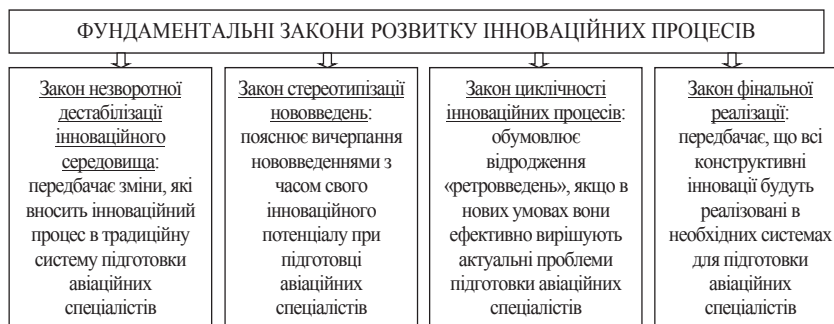 ФУНДАМЕНТАЛЬНІ ЗАКОНИ РОЗВИТКУ ІННОВАЦІЙНИХ ПРОЦЕСІВ
Закон незворотної
дестабілізації
інноваційного
середовища:
передбачає зміни, які
вносить інноваційний
процес в традиційну
систему підготовки
авіаційних
спеціалістів
Закон стереотипізації
нововведень:
пояснює вичерпання
нововведеннями з
часом свого
інноваційного
потенціалу при
підготовці
авіаційних
спеціалістів
Закон циклічності
інноваційних процесів:
обумовлює
відродження
«ретровведень», якщо в
нових умовах вони
ефективно вирішують
актуальні проблеми
підготовки авіаційних
спеціалістів
Закон фінальної
реалізації:
передбачає, що всі
конструктивні
інновації будуть
реалізовані в
необхідних системах
для підготовки
авіаційних
спеціалістів